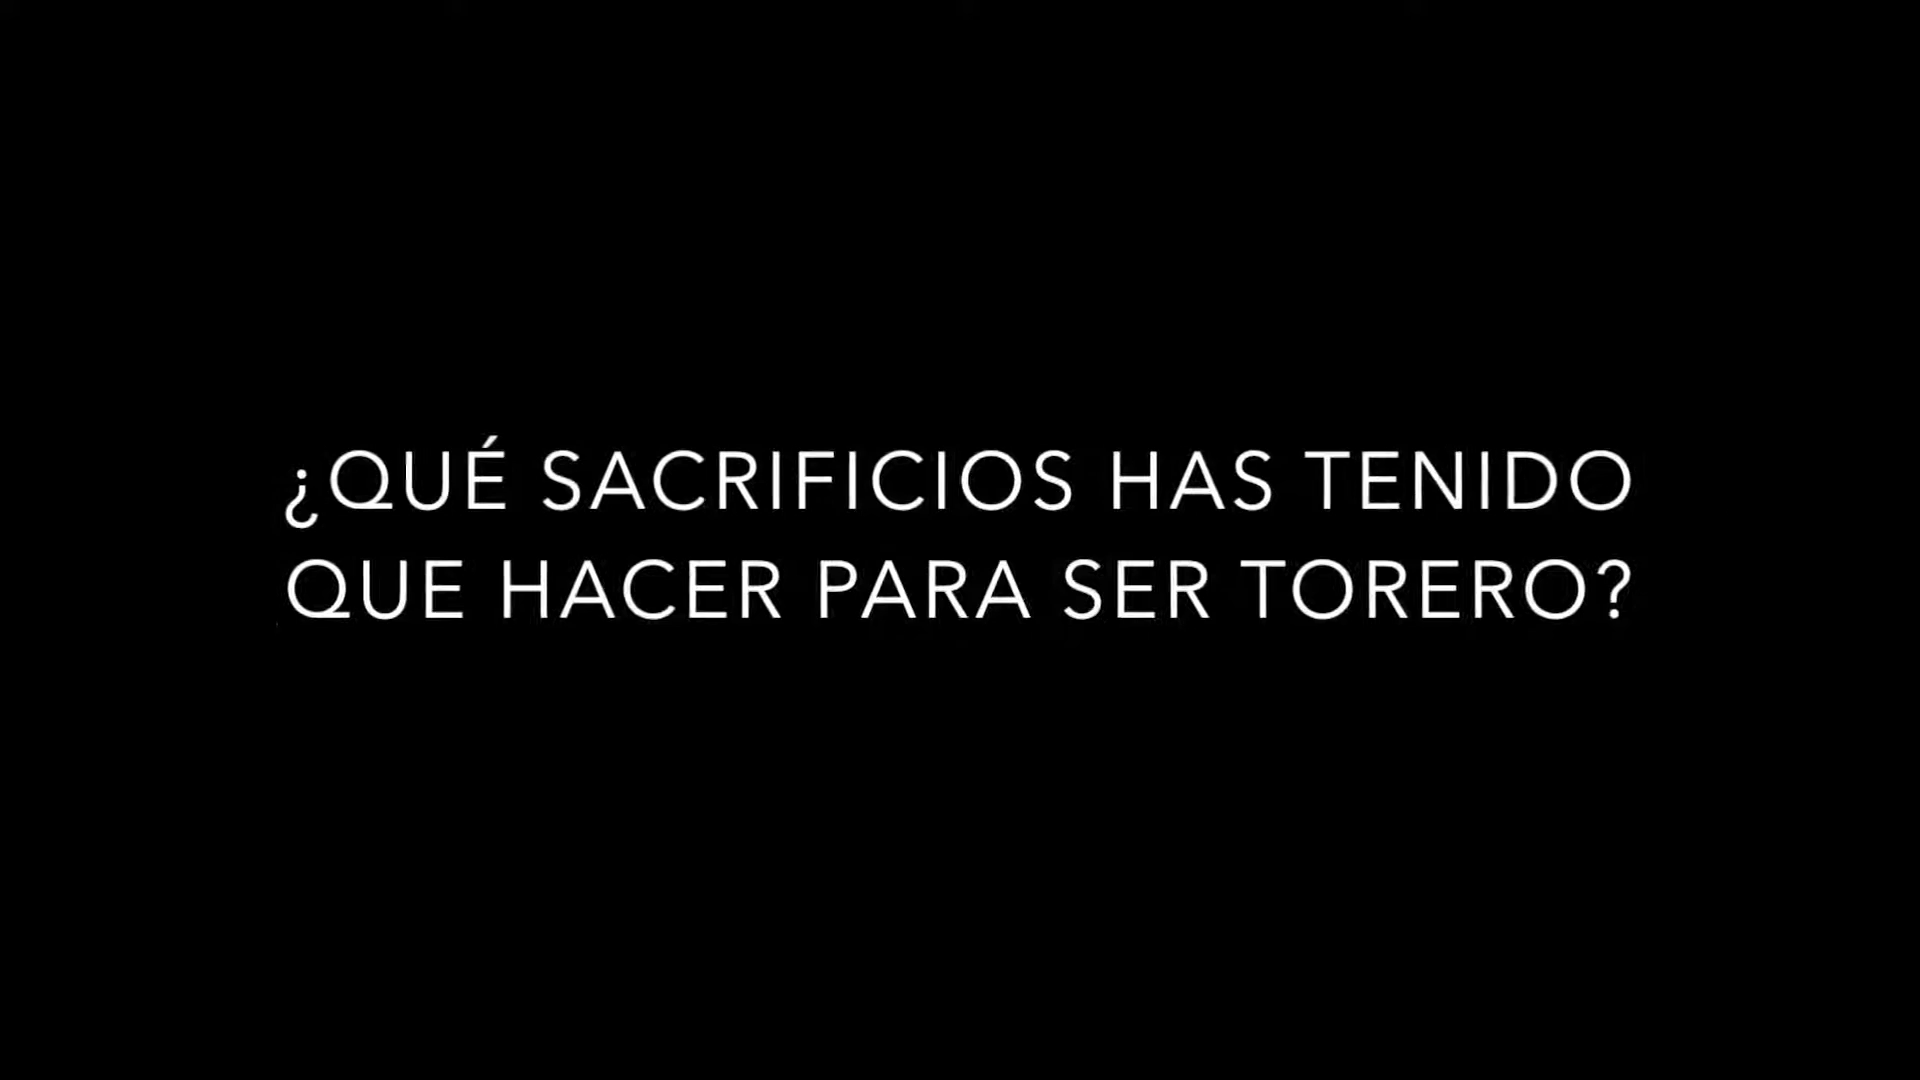 ¿QUÉ SACRIFICIOS HAS TENIDO
QUE HACER PARA SER TORERO?